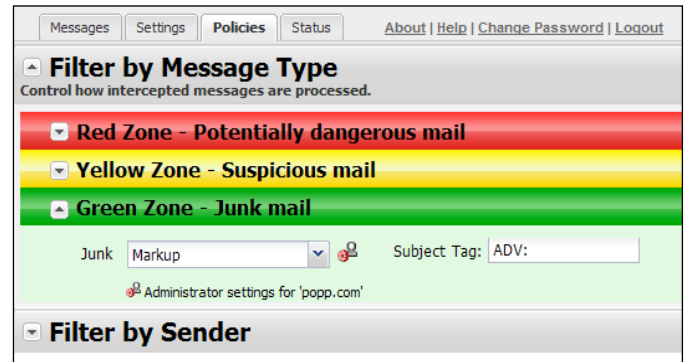 Messages Settings Policies Status About | Help | Change Password | Logout
Filter by Message Type
Control how intercepted messages are processed.
Red Zone - Potentially dangerous mail
Yellow Zone - Suspicious mail
Green Zone - Junk mail
Junk Markup Subject Tag: ADV:
Administrator settings for 'popp.com'
Filter by Sender